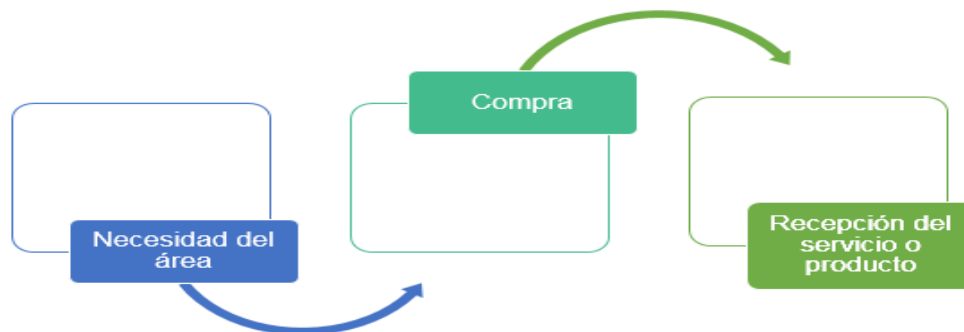 Necesidad del
área
Compra
Recepción del
servicio o
producto